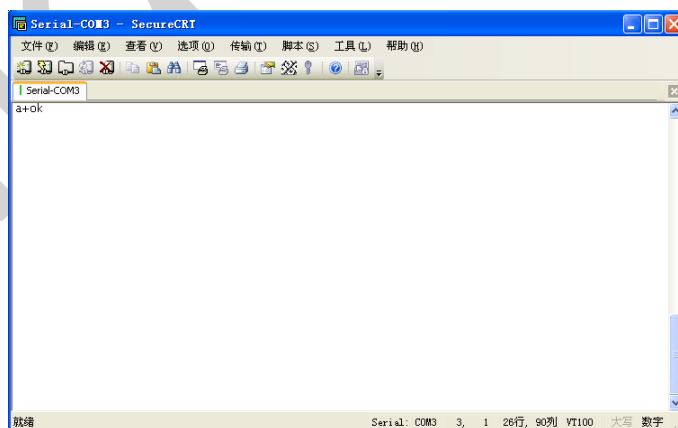 Serial-COM3 - SecureCRT
文件(F) 编辑(E) 查看(V) 选项(O) 传输(T) 脚本(S) 工具(L) 帮助(H)
Serial-COM3
a+ok
就绪 Serial: COM3 3, 1 26行, 90列 VT100 大写 数字